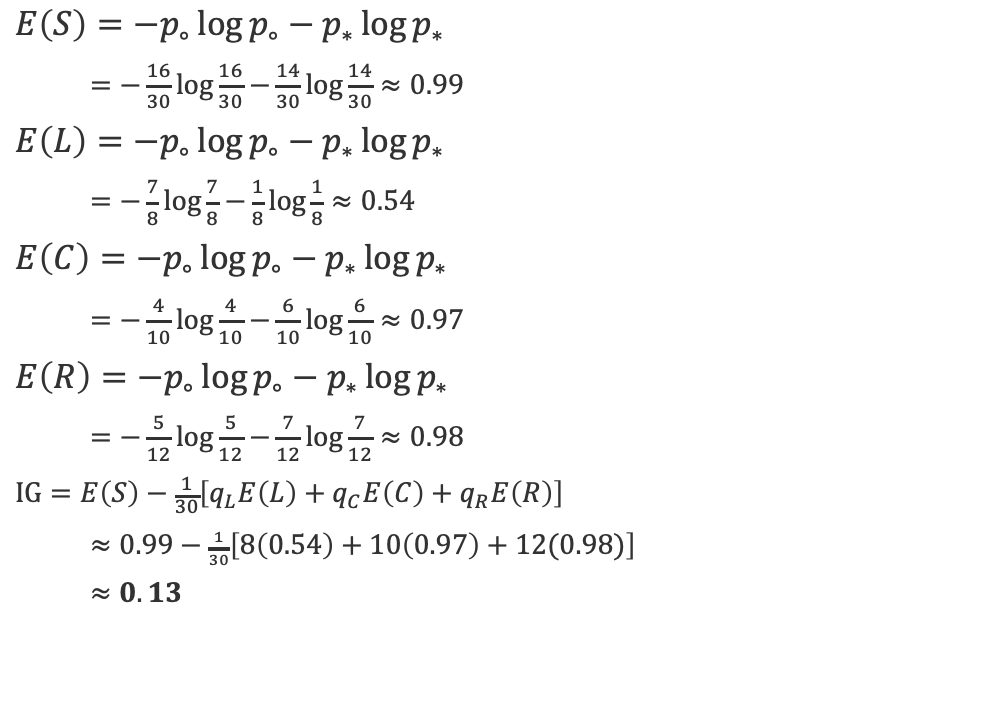 E(S) = −p∘ log p∘ − p∗ log p∗
= − 16/30 log 16/30 − 14/30 log 14/30 ≈ 0.99
E(L) = −p∘ log p∘ − p∗ log p∗
= − 7/8 log 7/8 − 1/8 log 1/8 ≈ 0.54
E(C) = −p∘ log p∘ − p∗ log p∗
= − 4/10 log 4/10 − 6/10 log 6/10 ≈ 0.97
E(R) = −p∘ log p∘ − p∗ log p∗
= − 5/12 log 5/12 − 7/12 log 7/12 ≈ 0.98
IG = E(S) − 1/30 [q_L E(L) + q_C E(C) + q_R E(R)]
≈ 0.99 − 1/30 [8(0.54) + 10(0.97) + 12(0.98)]
≈ 0.13